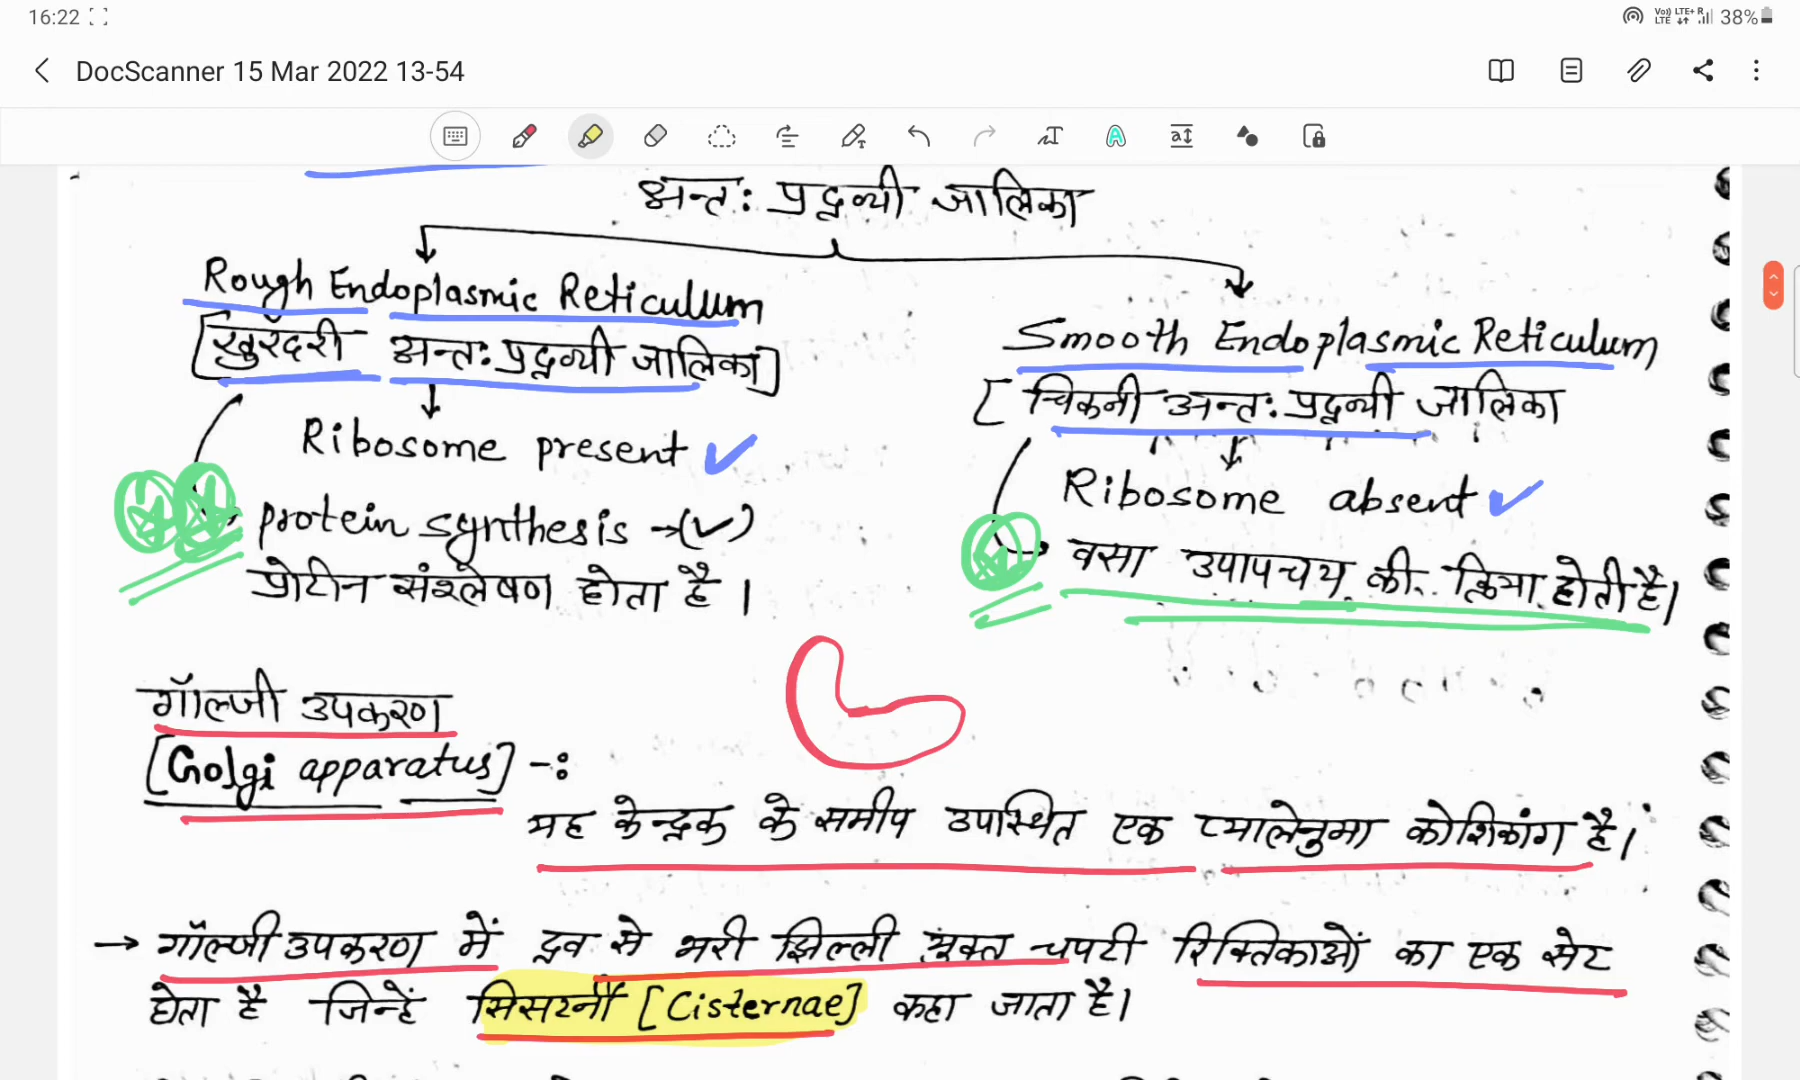 16:22
38%
DocScanner 15 Mar 2022 13-54
अन्तः प्रद्रव्यी जालिका
Rough Endoplasmic Reticulum
[खुरदरी अन्तः प्रद्रव्यी जालिका]
Ribosome present
protein synthesis →(✓)
प्रोटीन संश्लेषण होता है ।
Smooth Endoplasmic Reticulum
[चिकनी अन्तः प्रद्रव्यी जालिका
Ribosome absent
→ वसा उपापचय की क्रिया होती है।
गॉल्जी उपकरण
[Golgi apparatus] -:
यह केन्द्रक के समीप उपस्थित एक प्यालेनुमा कोशिकांग है।
→ गॉल्जी उपकरण में द्रव से भरी झिल्ली युक्त चपटी रिक्तिकाओं का एक सेट
होता है जिन्हें सिसटर्नी [Cisternae] कहा जाता है।